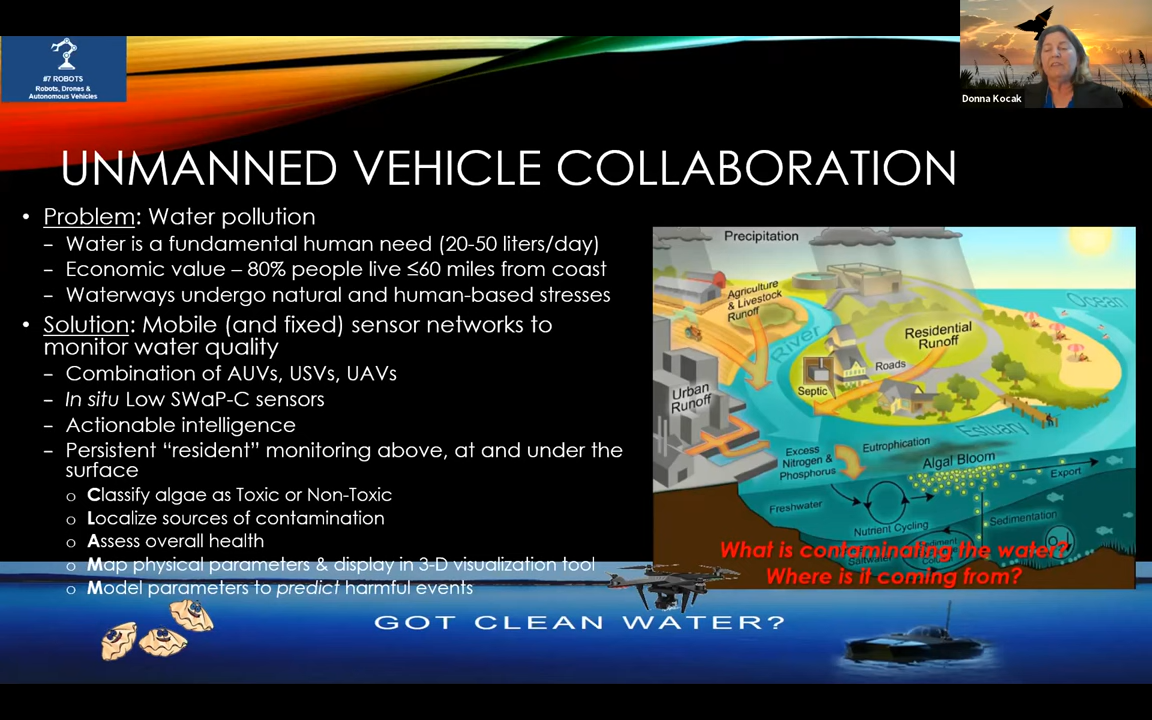 #7 ROBOTS
Robots, Drones &
Autonomous Vehicles
Donna Kocak
UNMANNED VEHICLE COLLABORATION
• Problem: Water pollution
– Water is a fundamental human need (20-50 liters/day)
– Economic value – 80% people live ≤60 miles from coast
– Waterways undergo natural and human-based stresses
• Solution: Mobile (and fixed) sensor networks to
monitor water quality
– Combination of AUVs, USVs, UAVs
– In situ Low SWaP-C sensors
– Actionable intelligence
– Persistent “resident” monitoring above, at and under the
surface
o Classify algae as Toxic or Non-Toxic
o Localize sources of contamination
o Assess overall health
o Map physical parameters & display in 3-D visualization tool
o Model parameters to predict harmful events
Precipitation
Agriculture
& Livestock
Runoff
River
Ocean
Residential
Runoff
Roads
Septic
Urban
Runoff
Estuary
Excess
Nitrogen &
Phosphorus
Eutrophication
Algal Bloom
Export
Freshwater
Nutrient Cycling
Sedimentation
Sediment
What is contaminating the water?
Where is it coming from?
GOT CLEAN WATER?